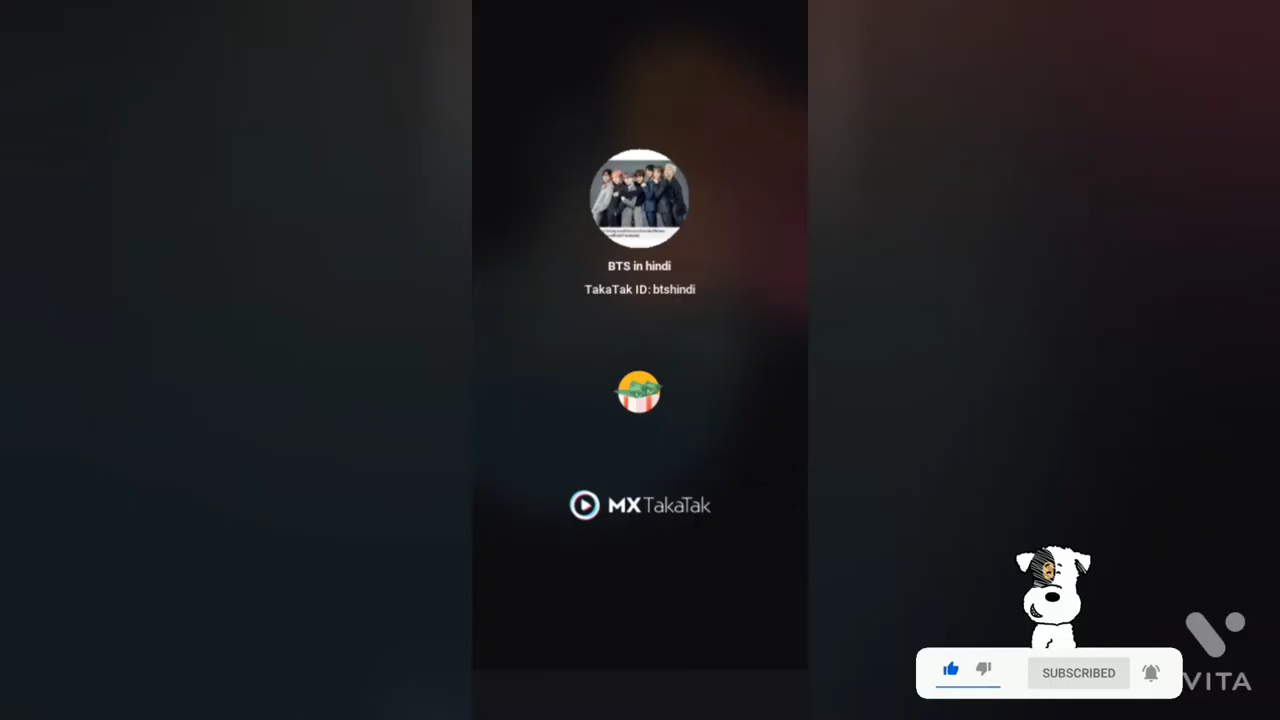 BTS in hindi
TakaTak ID: btshindi
MX TakaTak
SUBSCRIBED
VITA